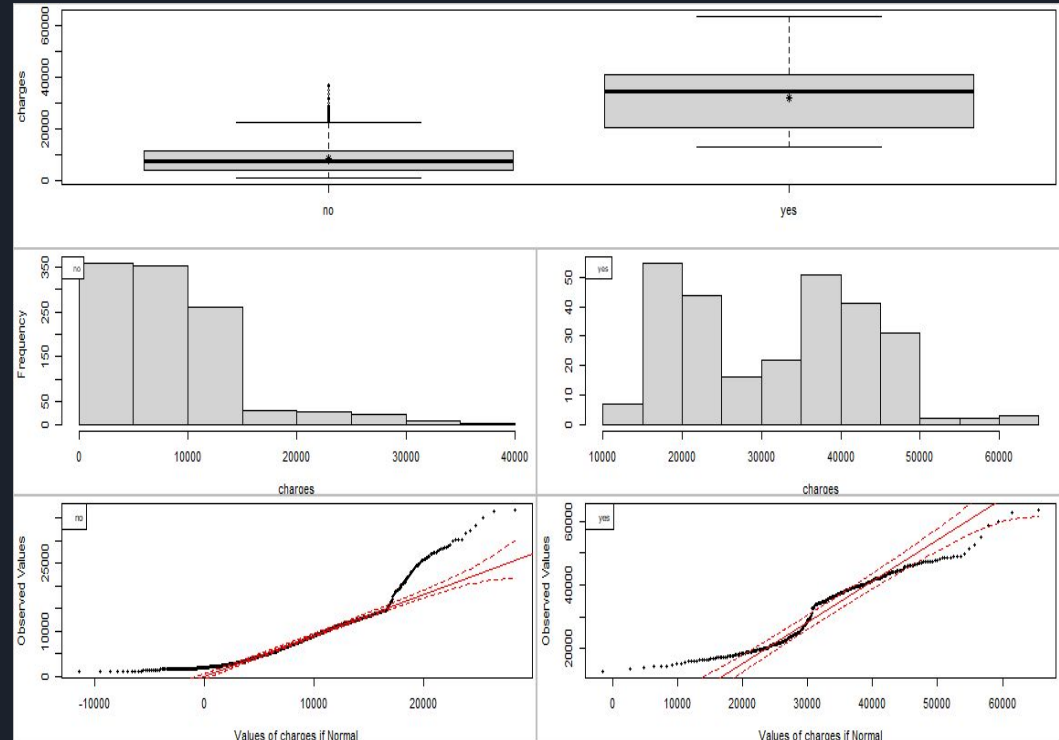 charges
0 20000 40000 60000
no yes
no
Frequency
0 50 150 250 350
0 10000 20000 30000 40000
charges
yes
0 10 20 30 40 50
10000 20000 30000 40000 50000 60000
charges
no
Observed Values
0 10000 25000
-10000 0 10000 20000
Values of charges if Normal
yes
Observed Values
20000 40000 60000
0 10000 20000 30000 40000 50000 60000
Values of charges if Normal